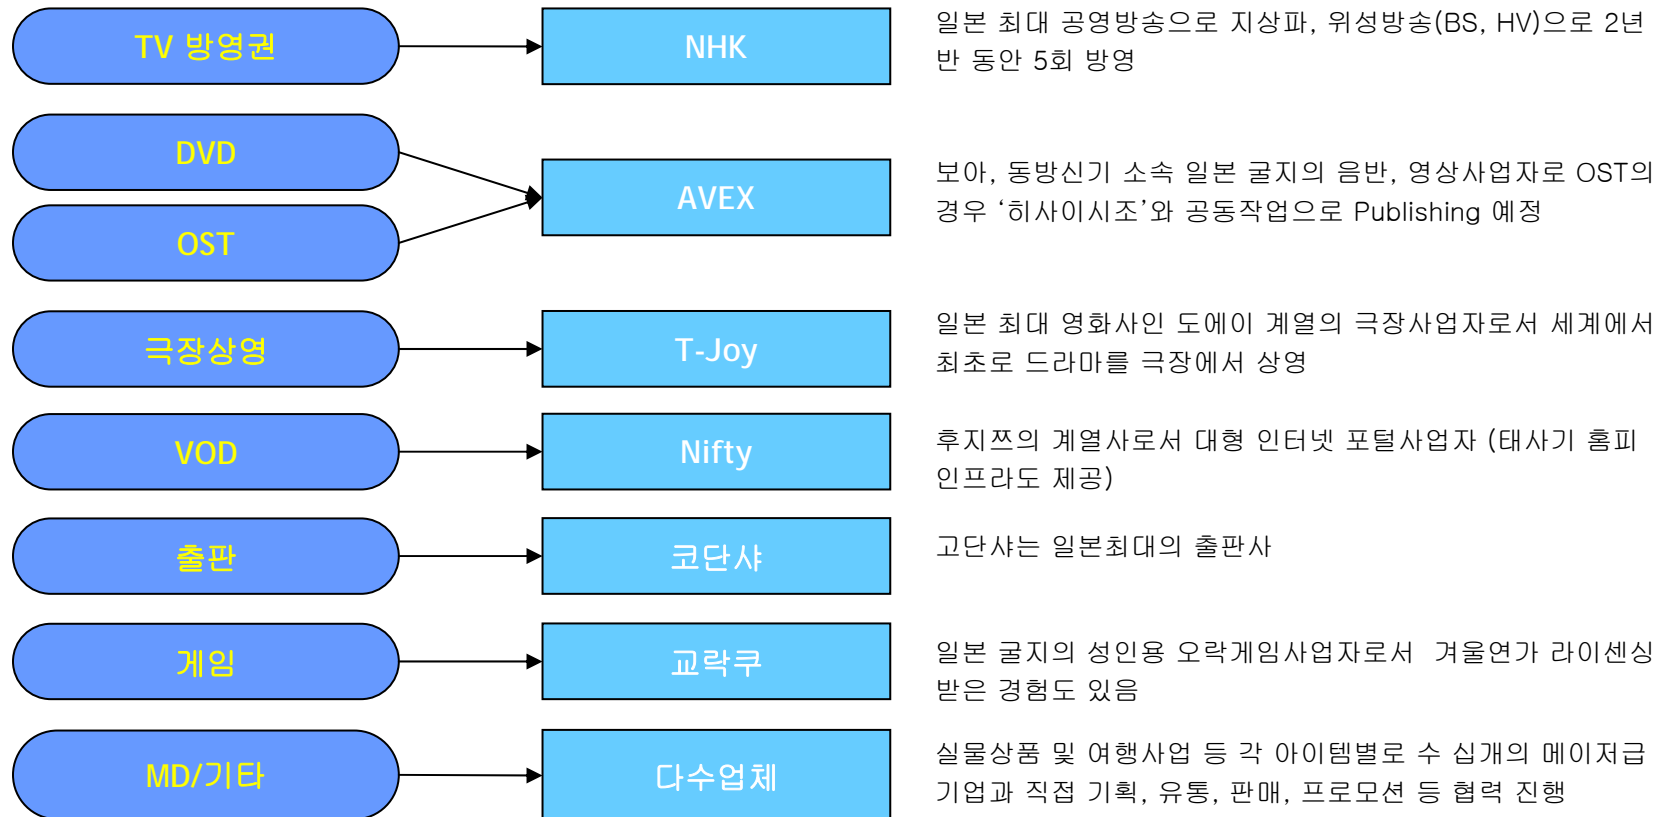 TV 방영권
NHK
일본 최대 공영방송으로 지상파, 위성방송(BS, HV)으로 2년
반 동안 5회 방영
DVD
OST
AVEX
보아, 동방신기 소속 일본 굴지의 음반, 영상사업자로 OST의
경우 ‘히사이시조’와 공동작업으로 Publishing 예정
극장상영
T-Joy
일본 최대 영화사인 도에이 계열의 극장사업자로서 세계에서
최초로 드라마를 극장에서 상영
VOD
Nifty
후지쯔의 계열사로서 대형 인터넷 포털사업자 (태사기 홈피
인프라도 제공)
출판
코단샤
고단샤는 일본최대의 출판사
게임
교락쿠
일본 굴지의 성인용 오락게임사업자로서 겨울연가 라이센싱
받은 경험도 있음
MD/기타
다수업체
실물상품 및 여행사업 등 각 아이템별로 수 십개의 메이저급
기업과 직접 기획, 유통, 판매, 프로모션 등 협력 진행